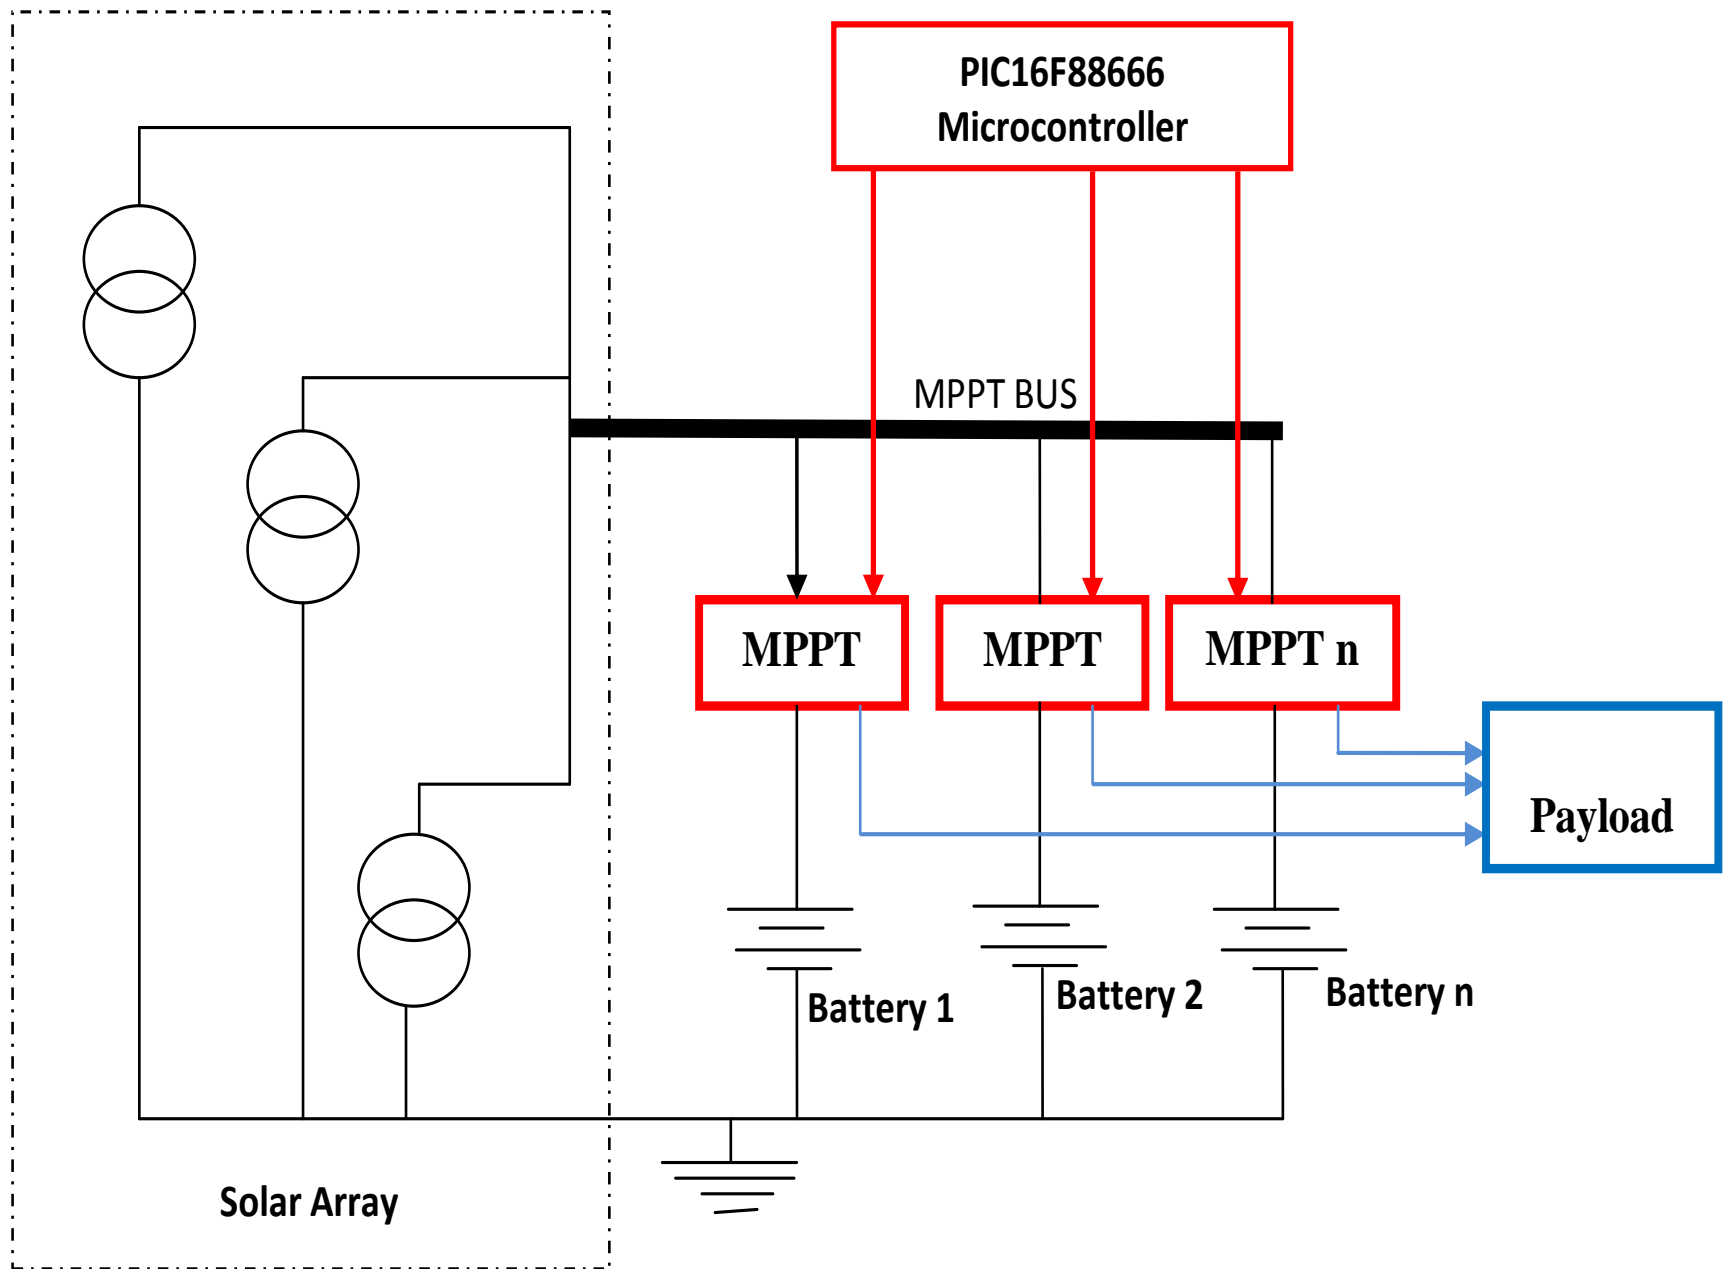 PIC16F88666
Microcontroller
MPPT BUS
MPPT
MPPT
MPPT n
Payload
Battery 1
Battery 2
Battery n
Solar Array